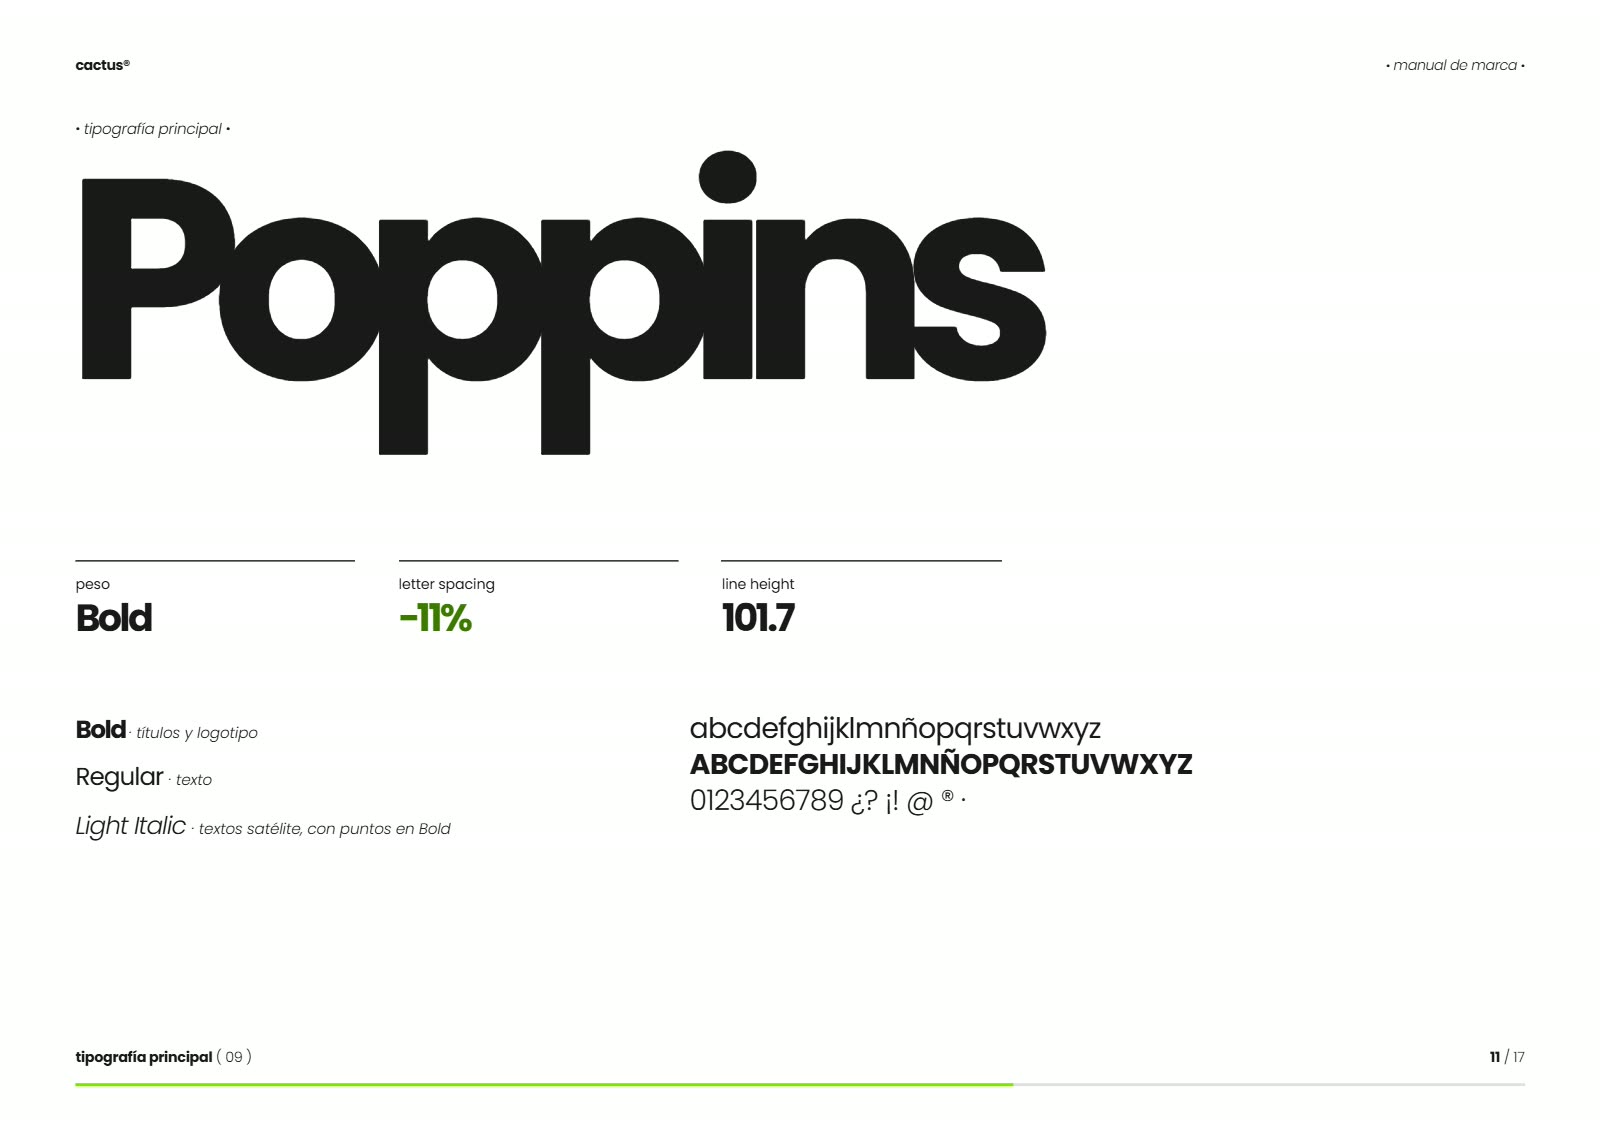 cactus®
• manual de marca •
• tipografía principal •
Poppins
peso
Bold
letter spacing
-11%
line height
101.7
Bold · títulos y logotipo
Regular · texto
Light Italic · textos satélite, con puntos en Bold
abcdefghijklmnñopqrstuvwxyz
ABCDEFGHIJKLMNÑOPQRSTUVWXYZ
0123456789 ¿? ¡! @ ® ·
tipografía principal ( 09 )
11 / 17